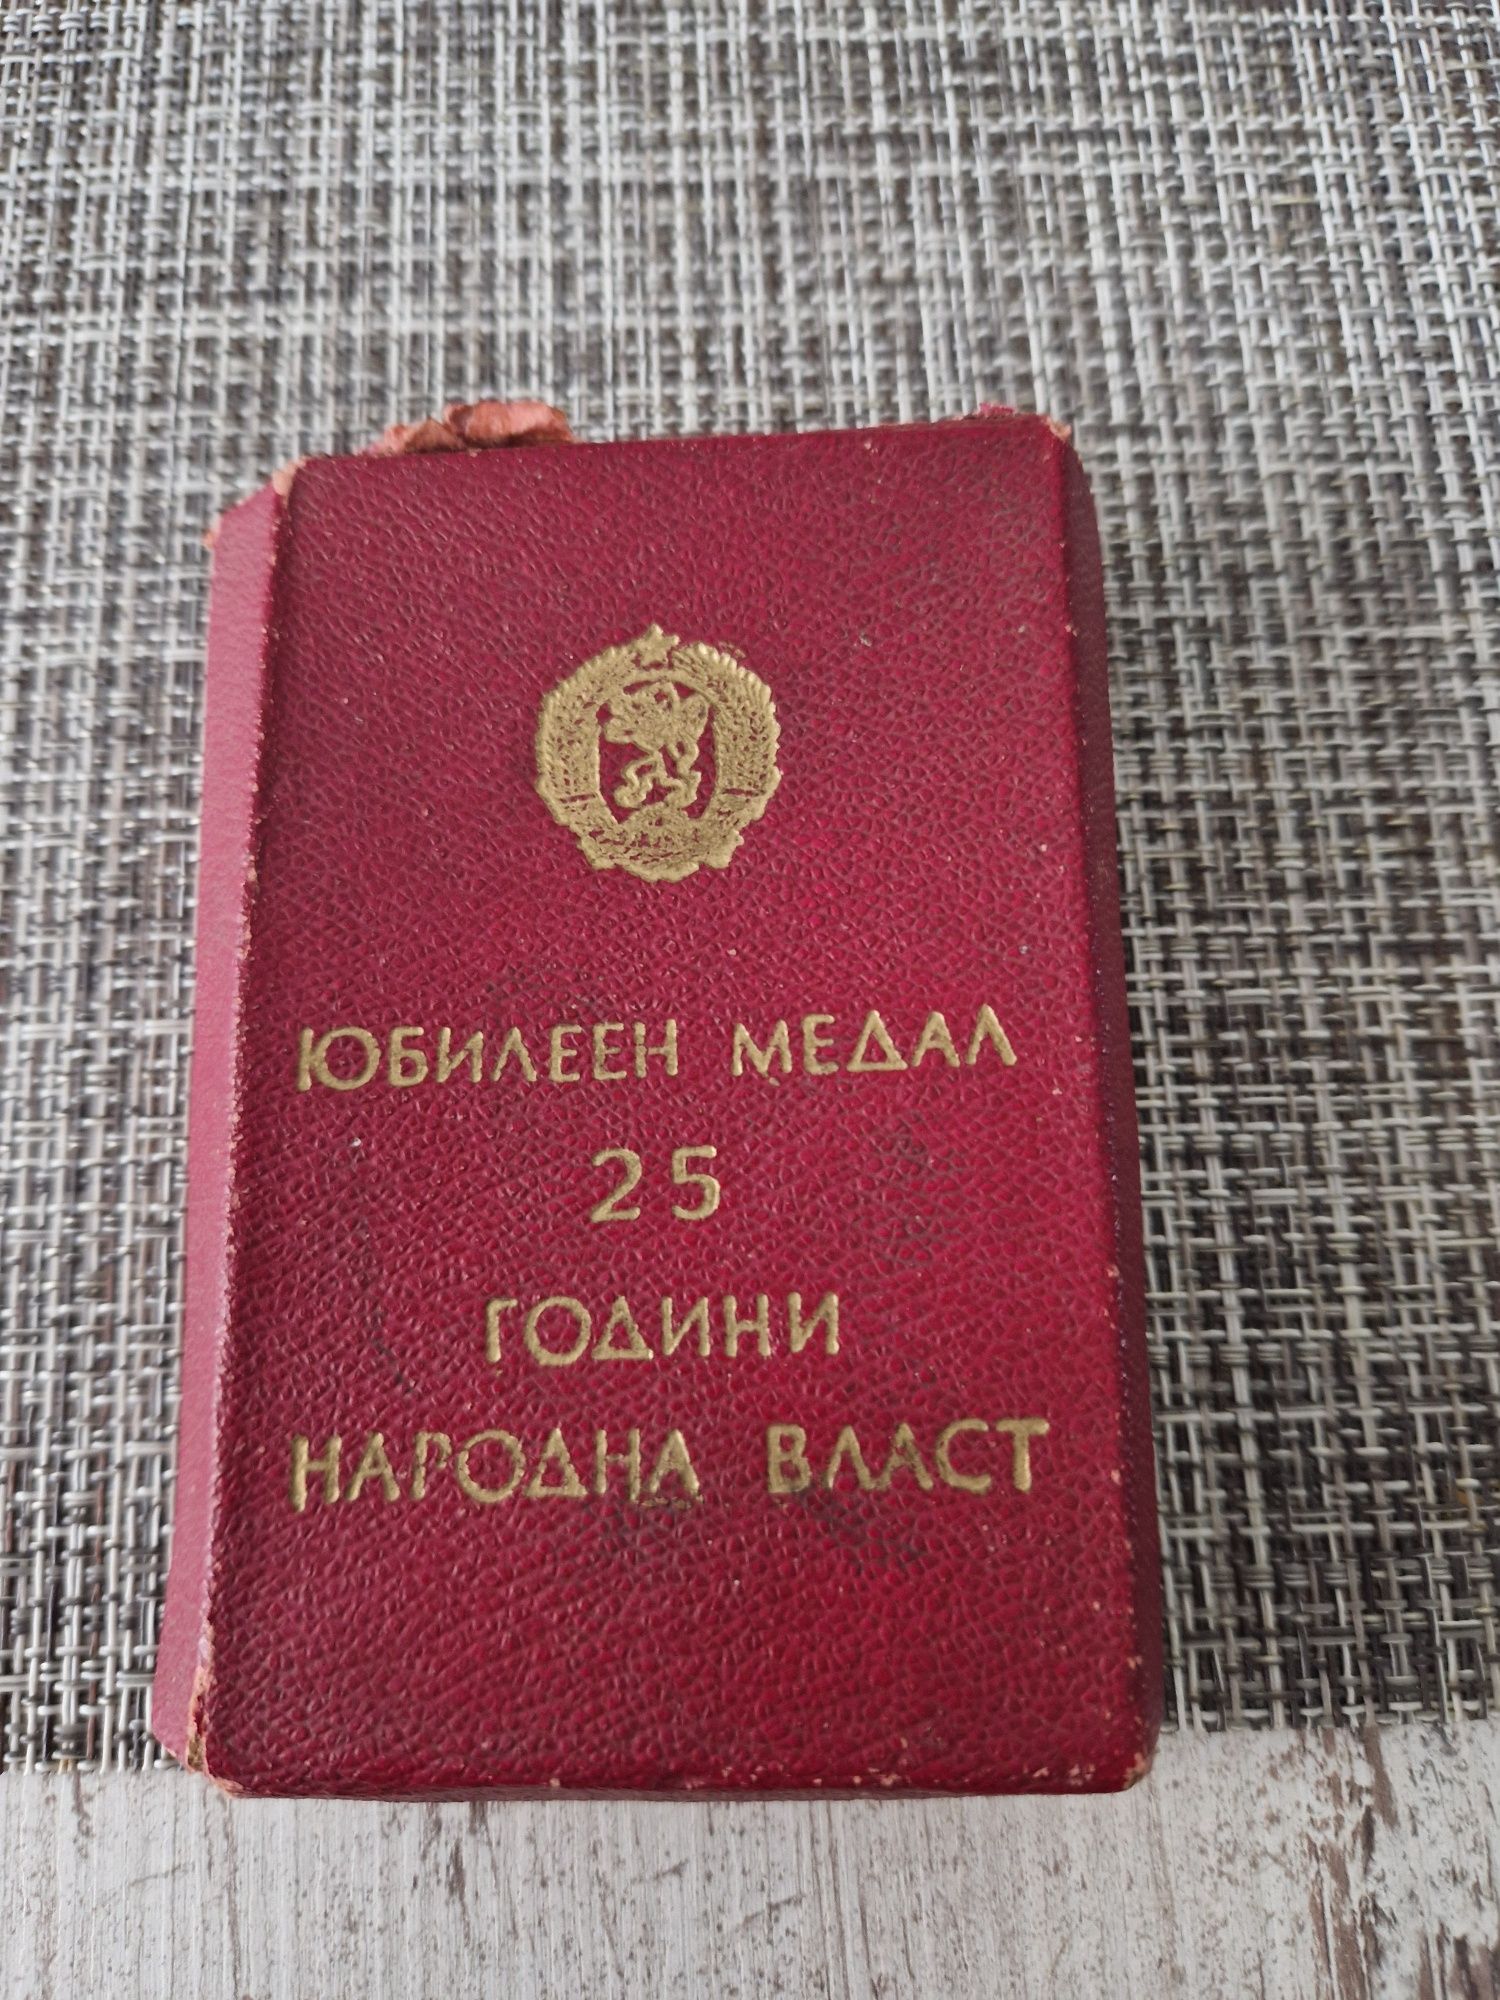 ЮБИЛЕЕН МЕДАЛ
25
ГОДИНИ
НАРОДНА ВЛАСТ